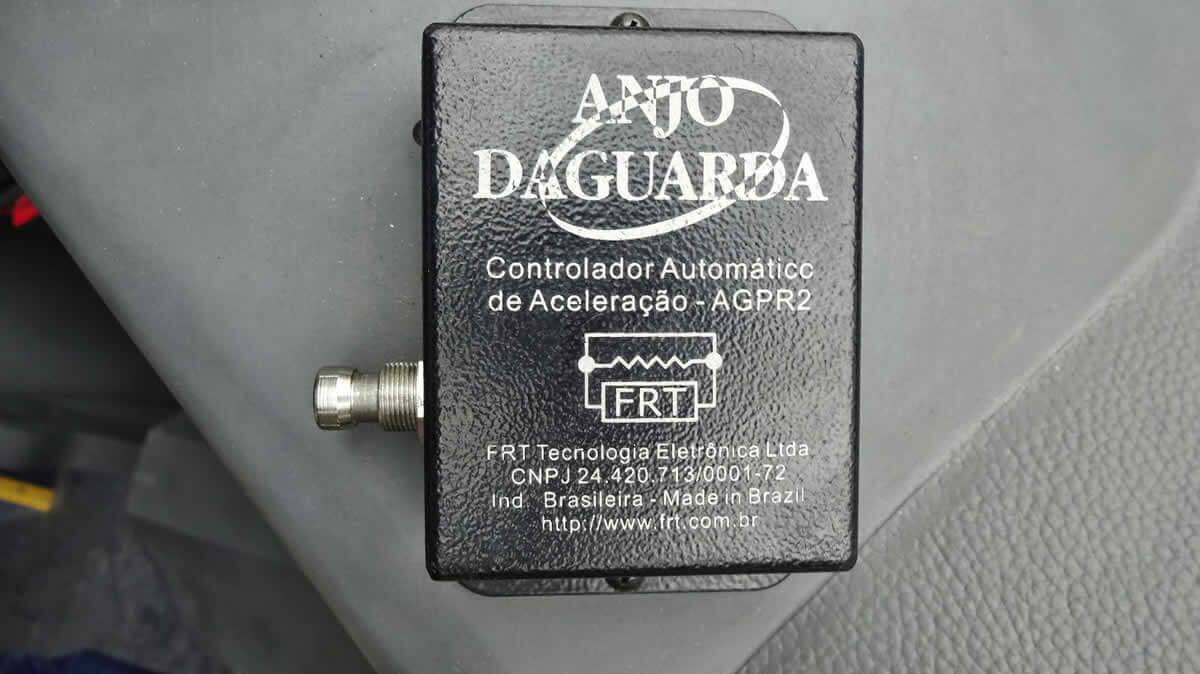 ANJO
DAGUARDA
Controlador Automático
de Aceleração - AGPR2
FRT
FRT Tecnologia Eletrônica Ltda
CNPJ 24.420.713/0001-72
Ind. Brasileira - Made in Brazil
http://www.frt.com.br